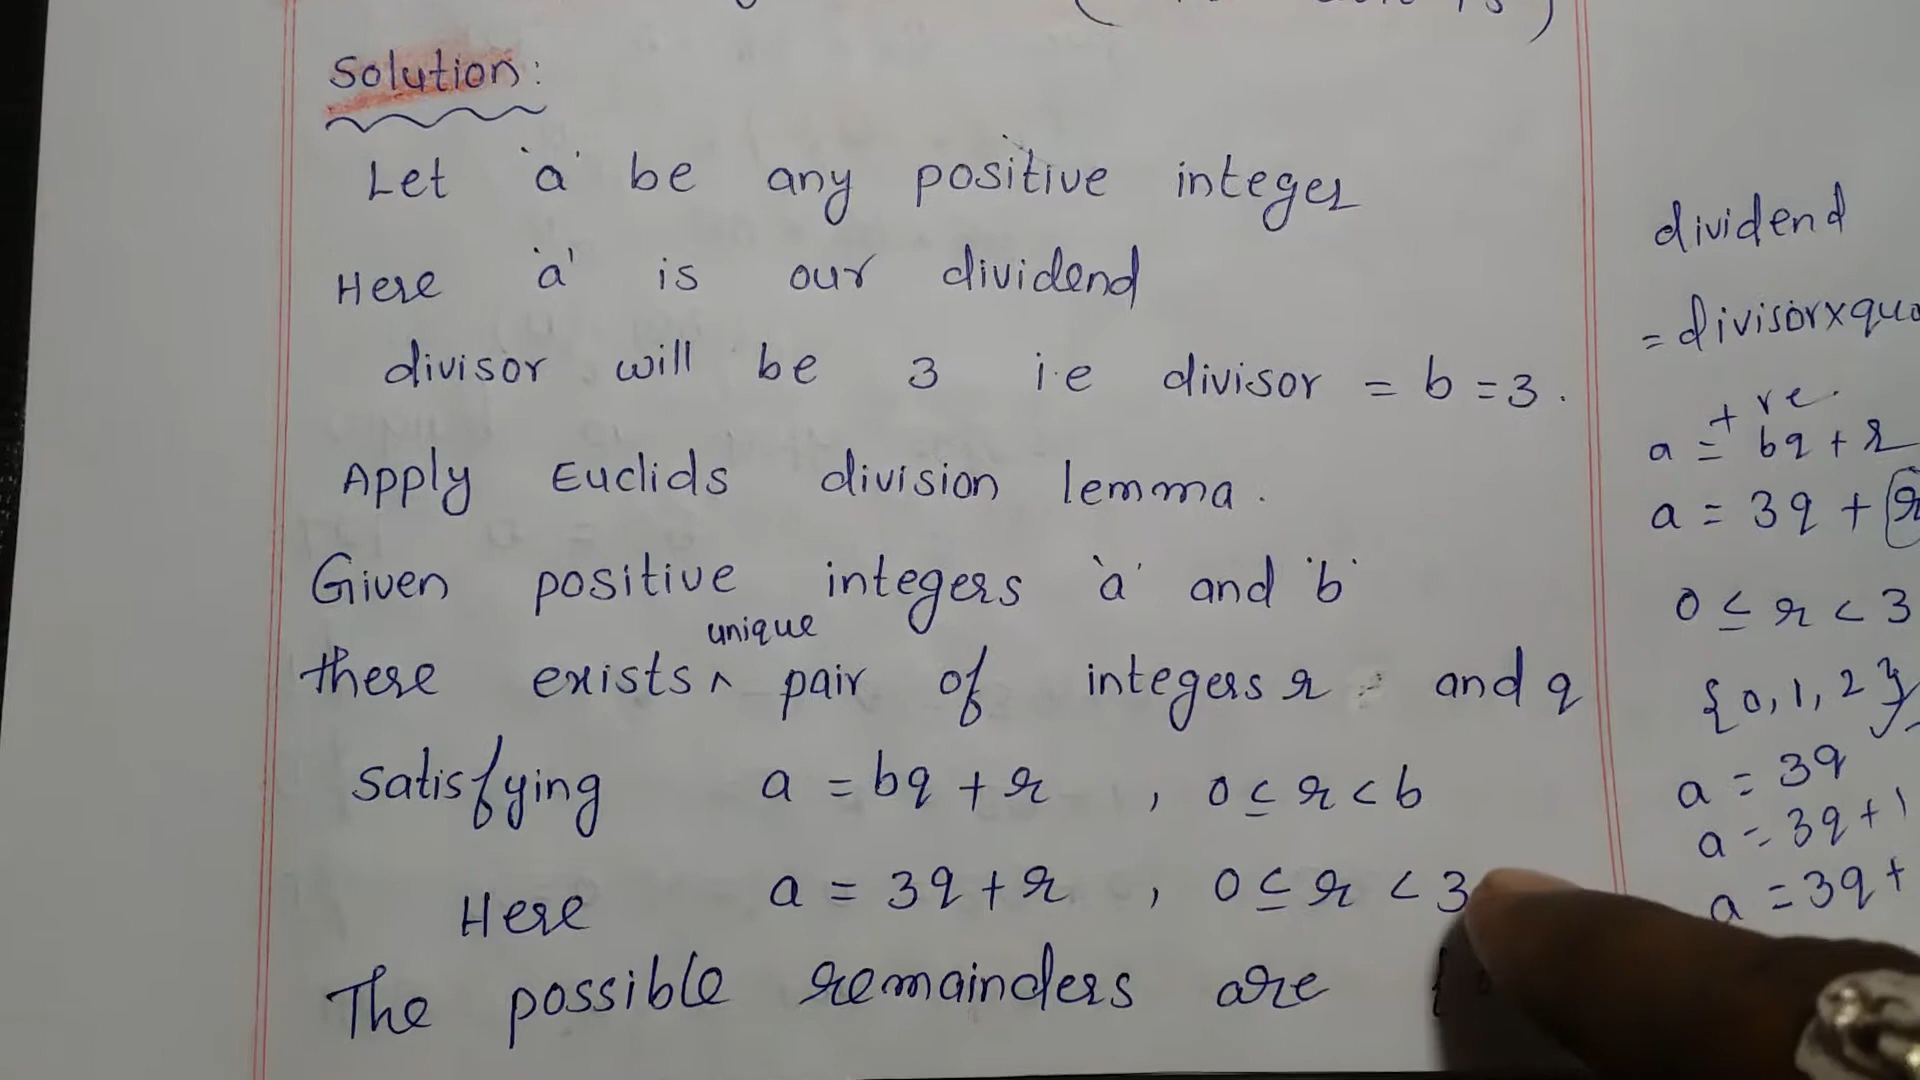 Solution:
Let 'a' be any positive integer
Here 'a' is our dividend
divisor will be 3 i.e divisor = b = 3.
Apply Euclids division lemma.
Given positive integers 'a' and 'b'
there exists ^ unique pair of integers r and q
satisfying a = bq + r , 0 ≤ r < b
Here a = 3q + r , 0 ≤ r < 3
The possible remainders are {
dividend
= divisor x quo
+ re.
a = bq + r
a = 3q + r
0 ≤ r < 3
{0, 1, 2}
a = 3q
a = 3q + 1
a = 3q +